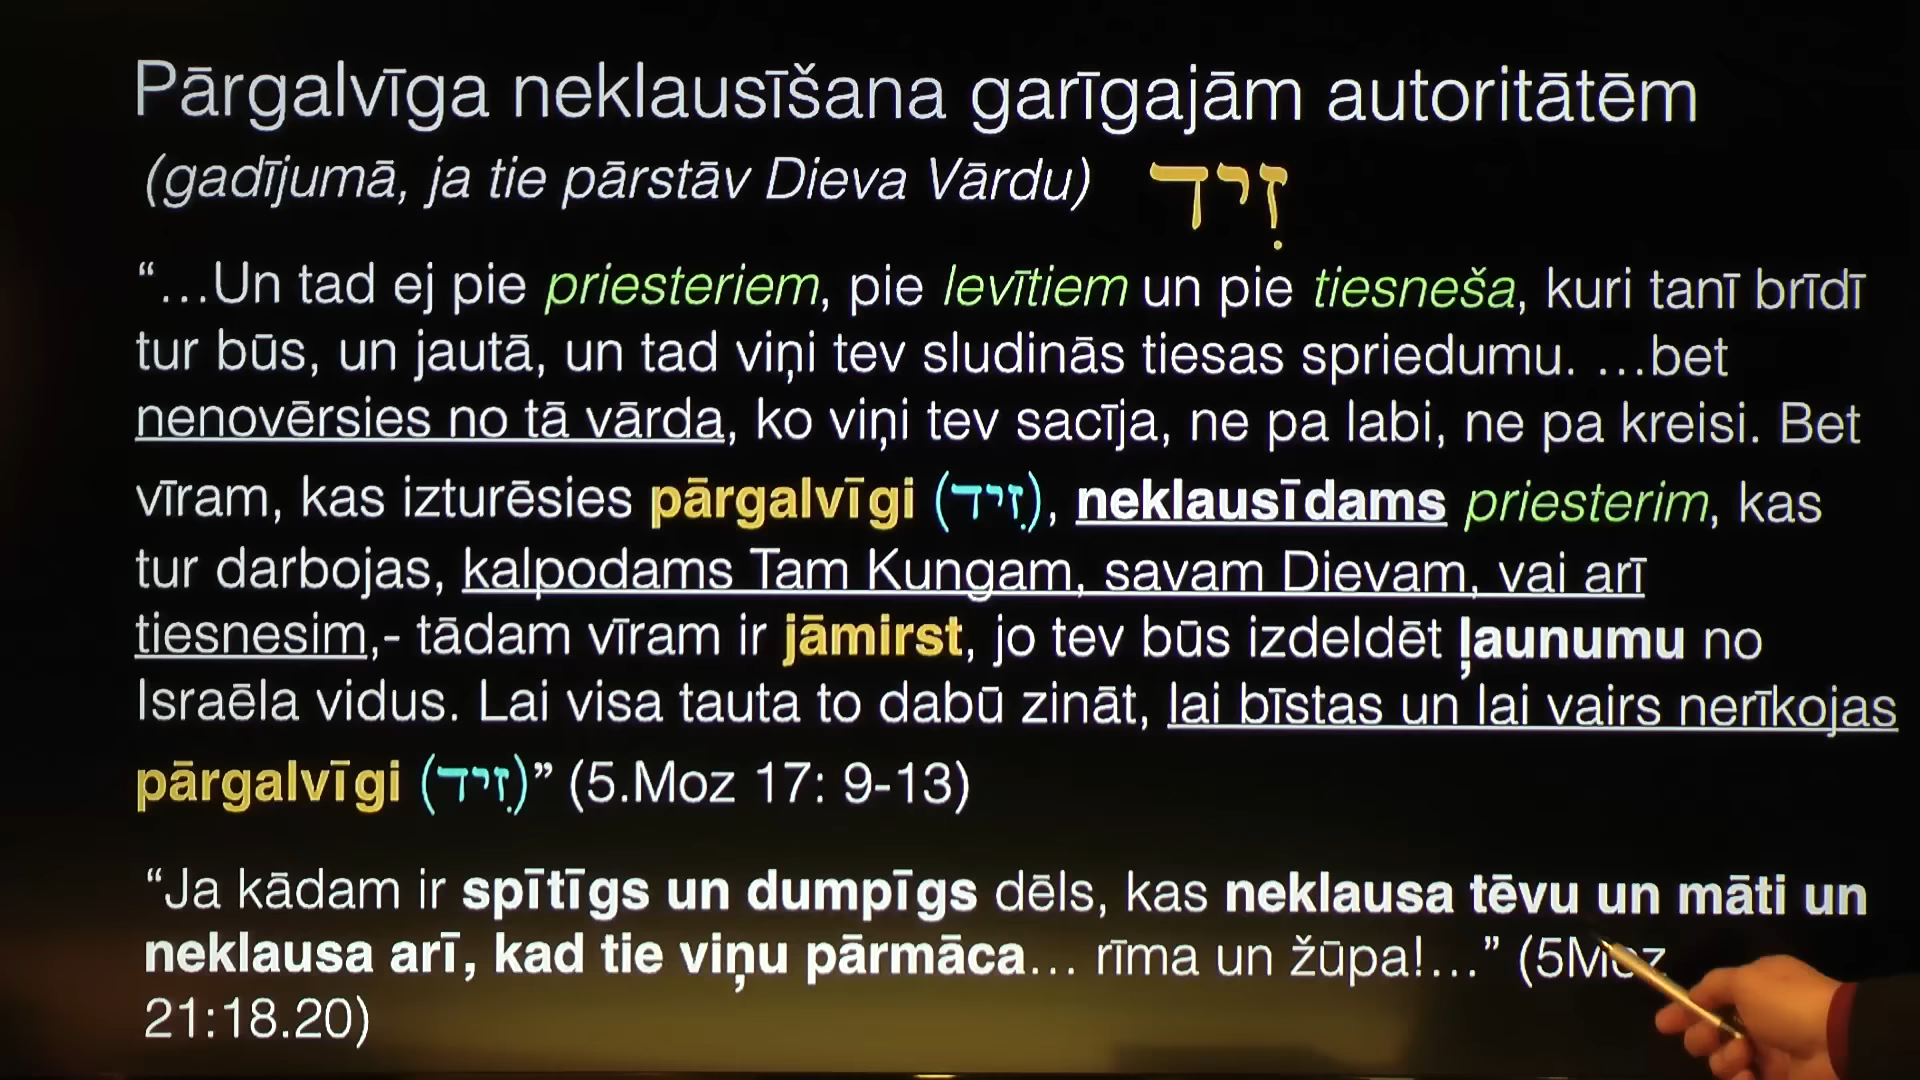 Pārgalvīga neklausīšana garīgajām autoritātēm
(gadījumā, ja tie pārstāv Dieva Vārdu) זִיד
“…Un tad ej pie priesteriem, pie levītiem un pie tiesneša, kuri tanī brīdī
tur būs, un jautā, un tad viņi tev sludinās tiesas spriedumu. …bet
nenovērsies no tā vārda, ko viņi tev sacīja, ne pa labi, ne pa kreisi. Bet
vīram, kas izturēsies pārgalvīgi (זִיד), neklausīdams priesterim, kas
tur darbojas, kalpodams Tam Kungam, savam Dievam, vai arī
tiesnesim,- tādam vīram ir jāmirst, jo tev būs izdeldēt ļaunumu no
Israēla vidus. Lai visa tauta to dabū zināt, lai bīstas un lai vairs nerīkojas
pārgalvīgi (זִיד)” (5.Moz 17: 9-13)
“Ja kādam ir spītīgs un dumpīgs dēls, kas neklausa tēvu un māti un
neklausa arī, kad tie viņu pārmāca… rīma un žūpa!…” (5Moz
21:18.20)